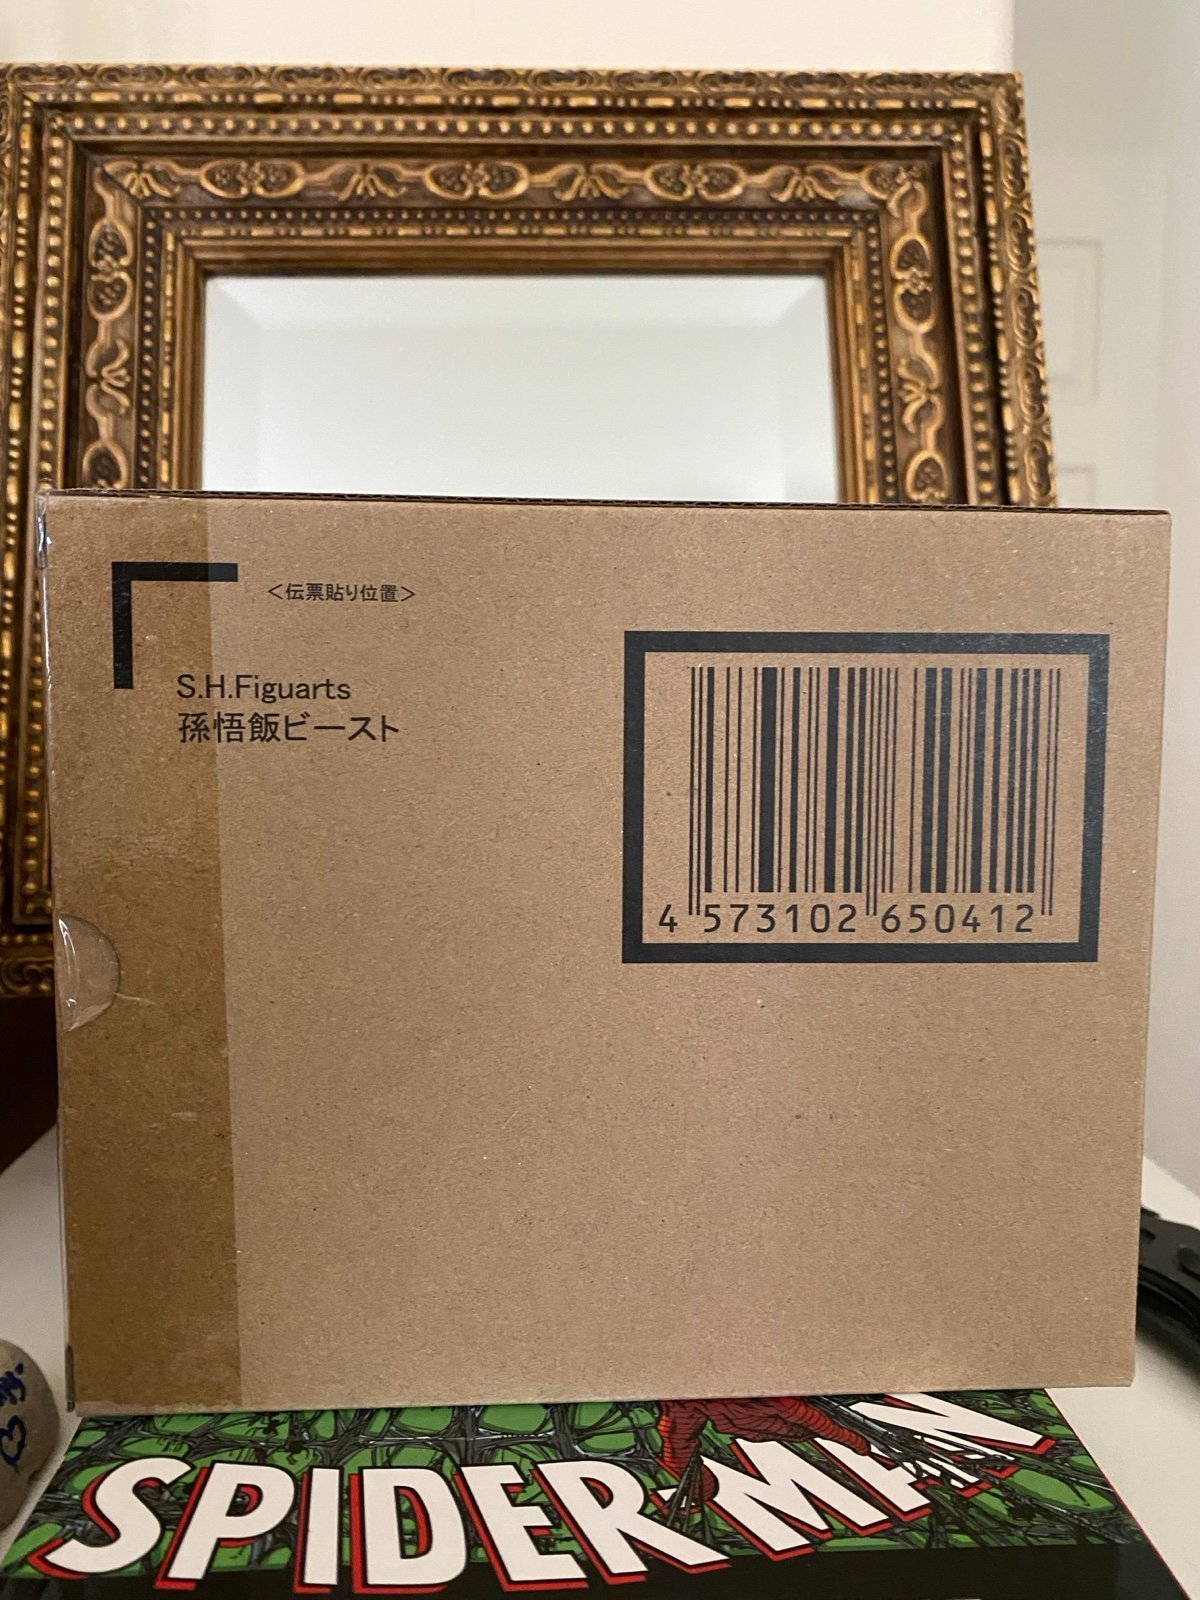 <伝票貼り位置>
S.H.Figuarts
孫悟飯ビースト
4 573102 650412
SPIDER-MAN